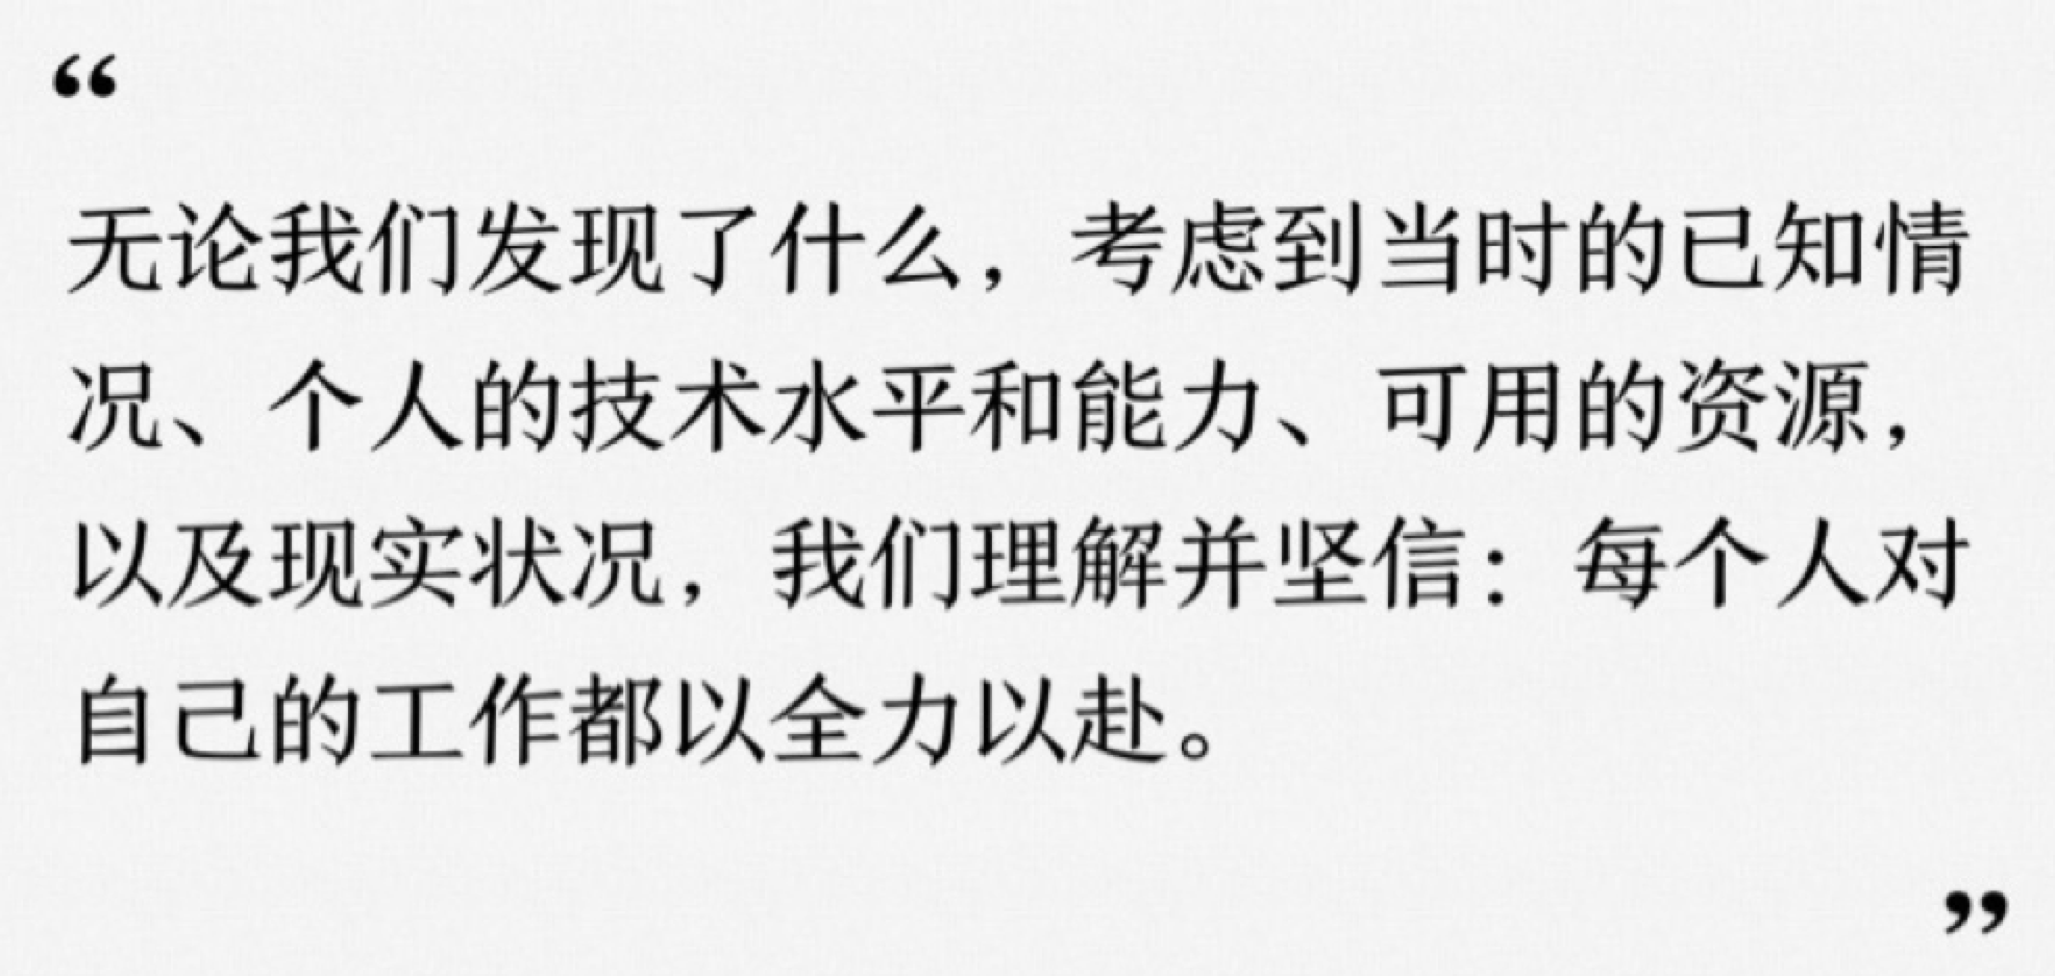 “
无论我们发现了什么，考虑到当时的已知情
况、个人的技术水平和能力、可用的资源，
以及现实状况，我们理解并坚信：每个人对
自己的工作都以全力以赴。
”